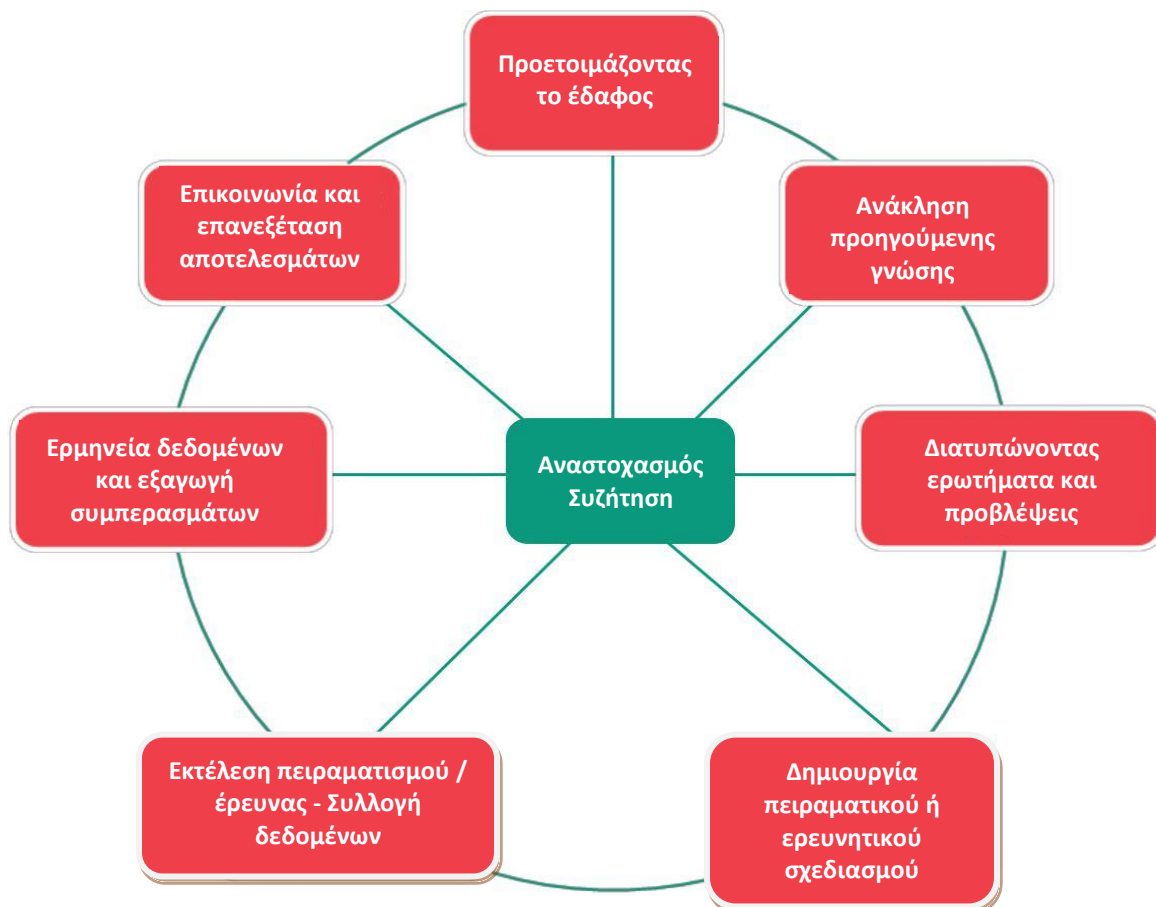 Προετοιμάζοντας
το έδαφος
Ανάκληση
προηγούμενης
γνώσης
Διατυπώνοντας
ερωτήματα και
προβλέψεις
Δημιουργία
πειραματικού ή
ερευνητικού
σχεδιασμού
Εκτέλεση πειραματισμού /
έρευνας - Συλλογή
δεδομένων
Ερμηνεία δεδομένων
και εξαγωγή
συμπερασμάτων
Επικοινωνία και
επανεξέταση
αποτελεσμάτων
Αναστοχασμός
Συζήτηση